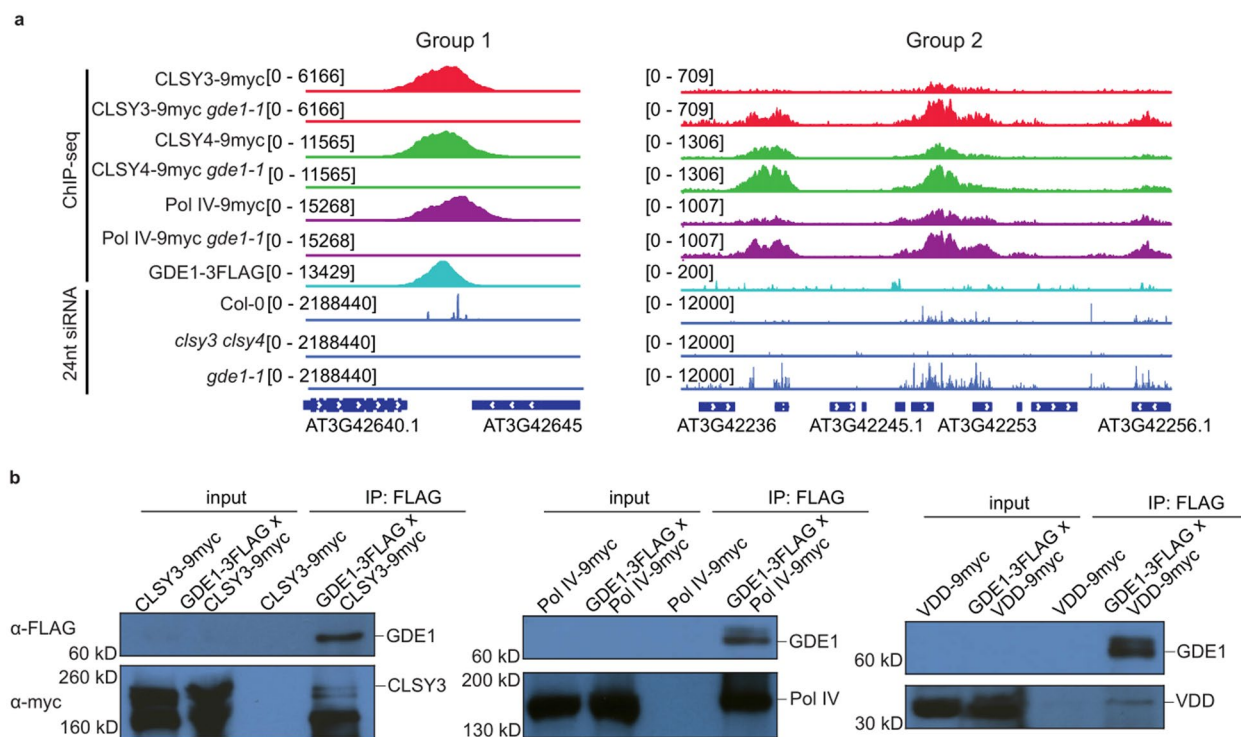 a
Group 1
Group 2
ChIP-seq
CLSY3-9myc [0 - 6166] [0 - 709]
CLSY3-9myc gde1-1 [0 - 6166] [0 - 709]
CLSY4-9myc [0 - 11565] [0 - 1306]
CLSY4-9myc gde1-1 [0 - 11565] [0 - 1306]
Pol IV-9myc [0 - 15268] [0 - 1007]
Pol IV-9myc gde1-1 [0 - 15268] [0 - 1007]
GDE1-3FLAG [0 - 13429] [0 - 200]
24nt siRNA
Col-0 [0 - 2188440] [0 - 12000]
clsy3 clsy4 [0 - 2188440] [0 - 12000]
gde1-1 [0 - 2188440] [0 - 12000]
AT3G42640.1 AT3G42645 AT3G42236 AT3G42245.1 AT3G42253 AT3G42256.1
b
input IP: FLAG
CLSY3-9myc
GDE1-3FLAG x
CLSY3-9myc
CLSY3-9myc
GDE1-3FLAG x
CLSY3-9myc
α-FLAG
GDE1
60 kD
260 kD
CLSY3
α-myc
160 kD
input IP: FLAG
Pol IV-9myc
GDE1-3FLAG x
Pol IV-9myc
Pol IV-9myc
GDE1-3FLAG x
Pol IV-9myc
GDE1
60 kD
200 kD
Pol IV
130 kD
input IP: FLAG
VDD-9myc
GDE1-3FLAG x
VDD-9myc
VDD-9myc
GDE1-3FLAG x
VDD-9myc
GDE1
60 kD
VDD
30 kD